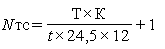 Nтс = (T×K)/(t×24,5×12) + 1